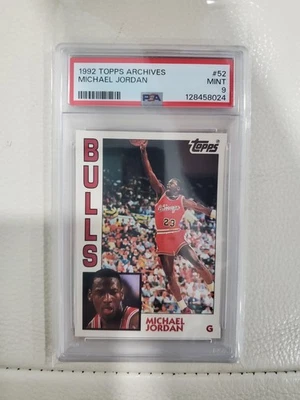 1992 TOPPS ARCHIVES #52
MICHAEL JORDAN MINT
9
PSA 128458024
Topps
BULLS
Chicago
23
MICHAEL
JORDAN G